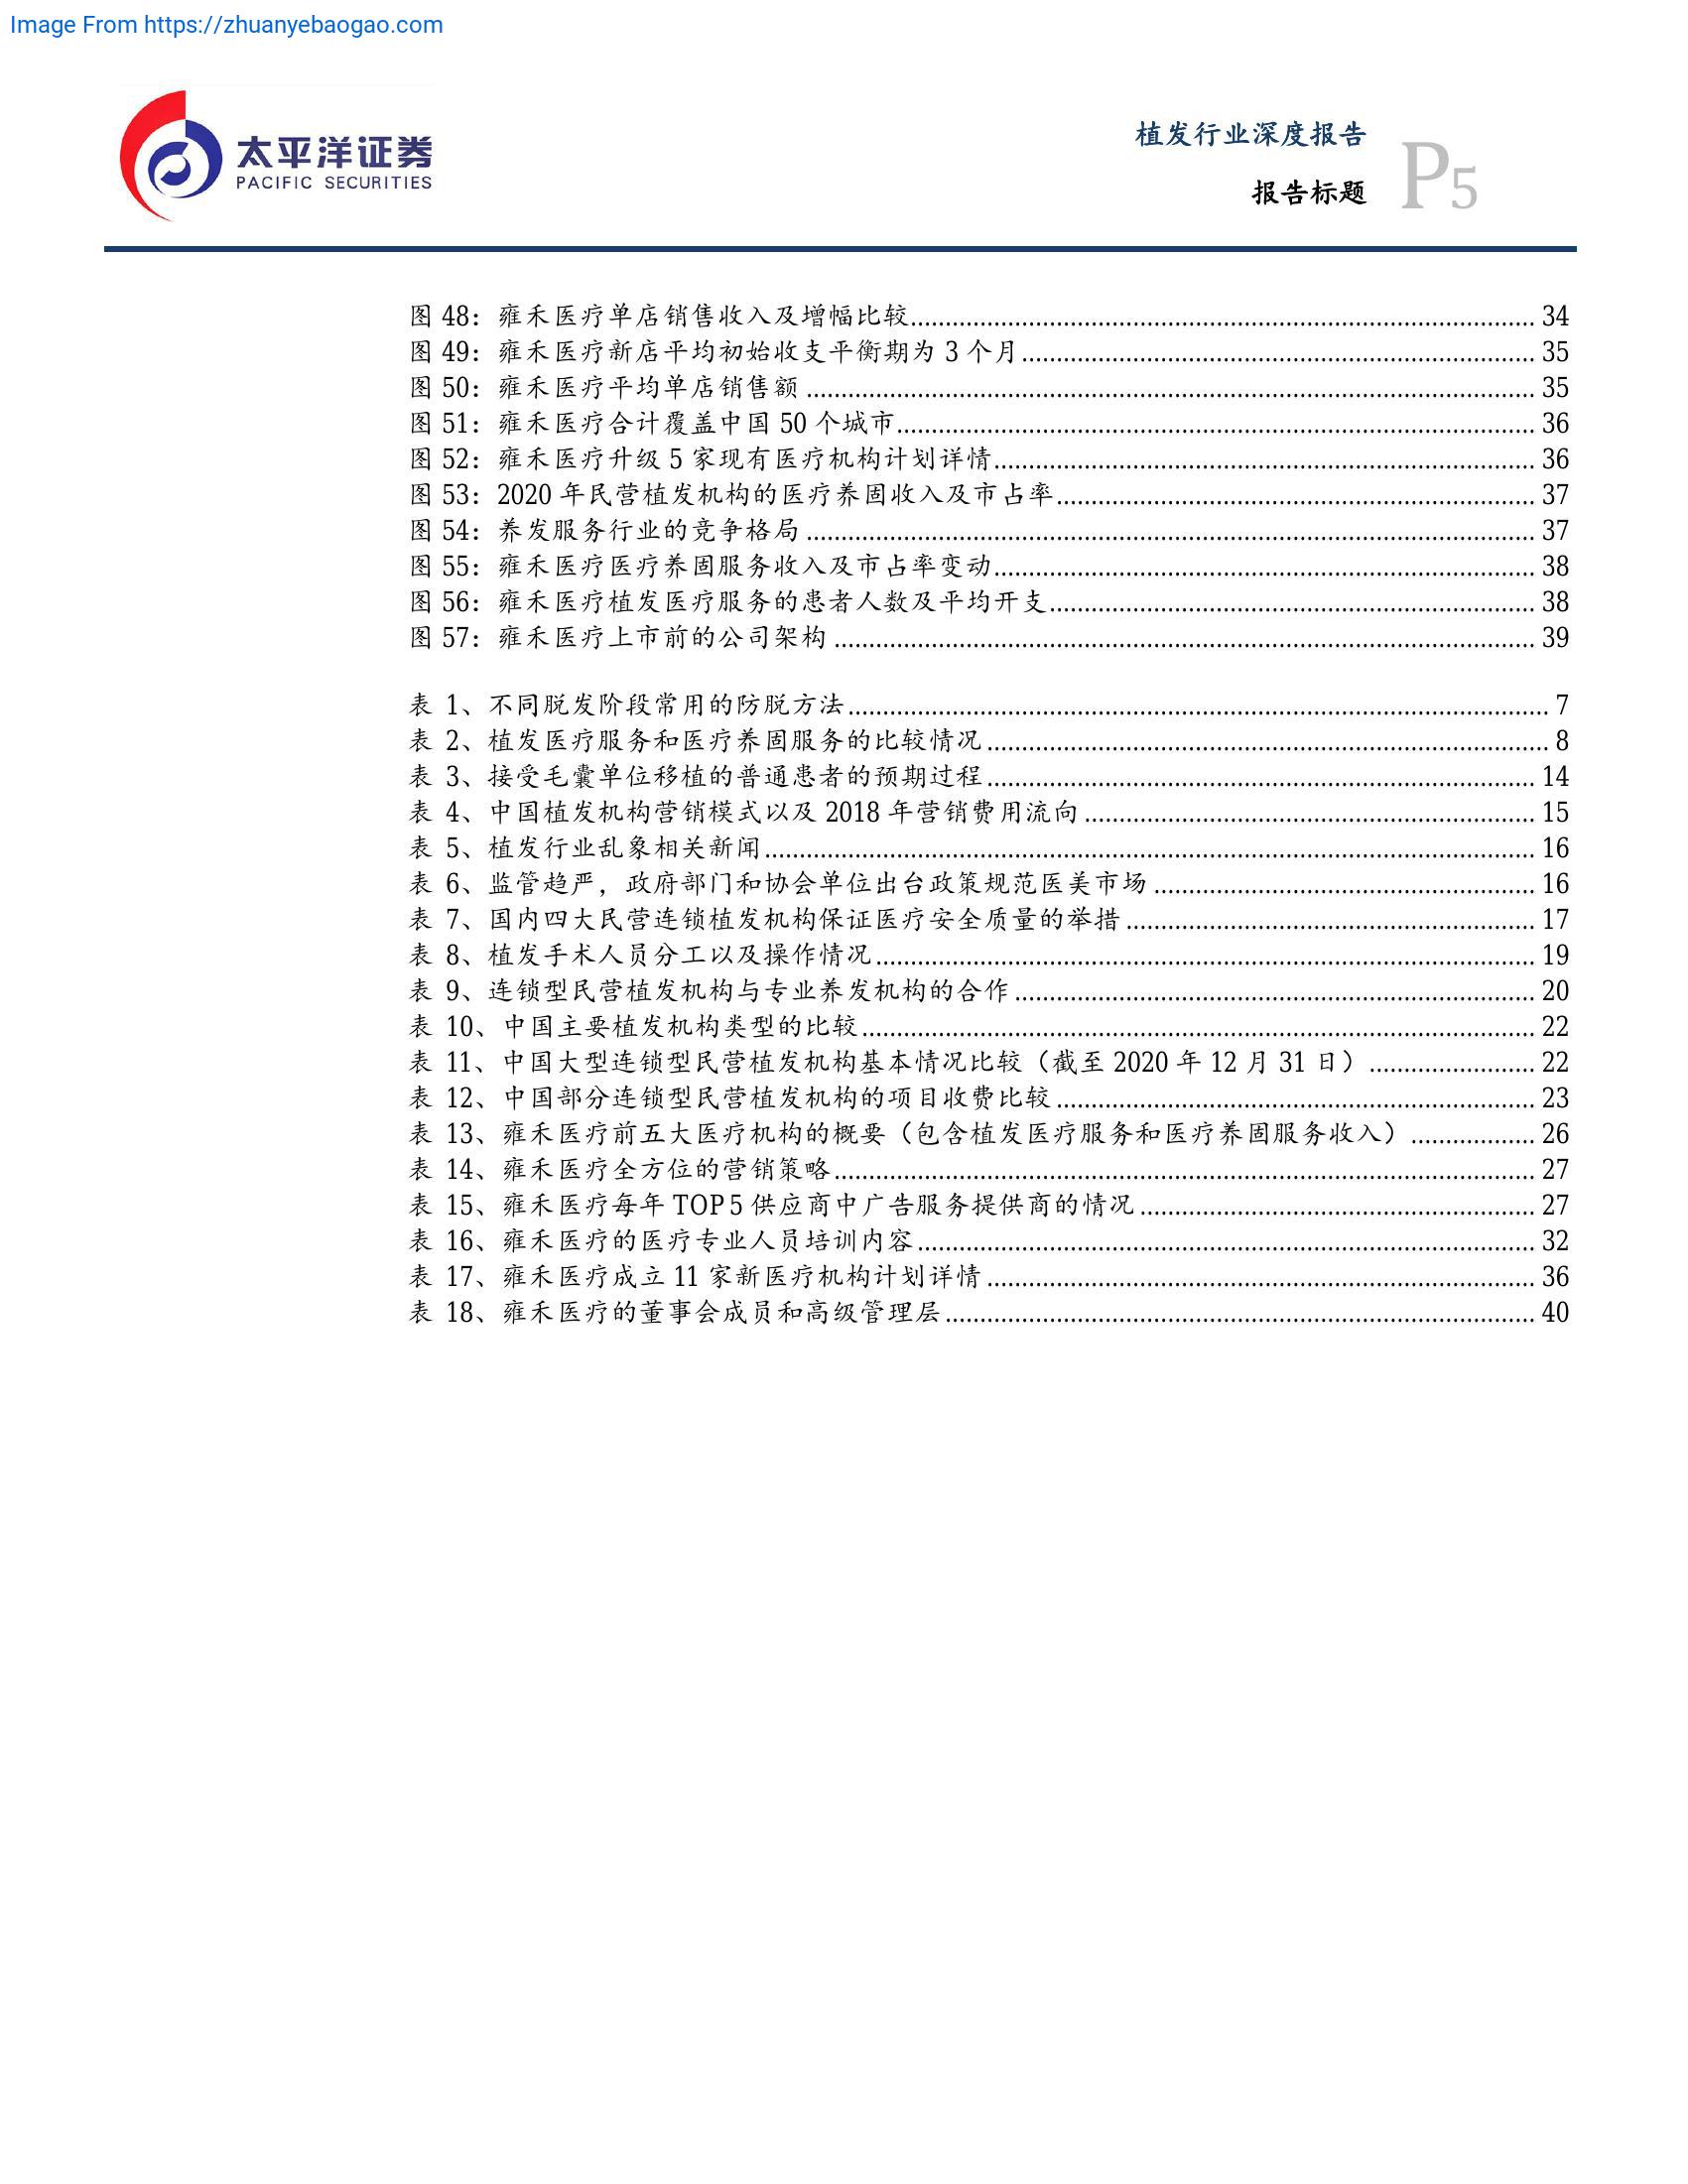 Image From https://zhuanyebaogao.com
太平洋证券
PACIFIC SECURITIES
植发行业深度报告
报告标题
P5
图 48：雍禾医疗单店销售收入及增幅比较 34
图 49：雍禾医疗新店平均初始收支平衡期为 3 个月 35
图 50：雍禾医疗平均单店销售额 35
图 51：雍禾医疗合计覆盖中国 50 个城市 36
图 52：雍禾医疗升级 5 家现有医疗机构计划详情 36
图 53：2020 年民营植发机构的医疗养固收入及市占率 37
图 54：养发服务行业的竞争格局 37
图 55：雍禾医疗医疗养固服务收入及市占率变动 38
图 56：雍禾医疗植发医疗服务的患者人数及平均开支 38
图 57：雍禾医疗上市前的公司架构 39
表 1、不同脱发阶段常用的防脱方法 7
表 2、植发医疗服务和医疗养固服务的比较情况 8
表 3、接受毛囊单位移植的普通患者的预期过程 14
表 4、中国植发机构营销模式以及 2018 年营销费用流向 15
表 5、植发行业乱象相关新闻 16
表 6、监管趋严，政府部门和协会单位出台政策规范医美市场 16
表 7、国内四大民营连锁植发机构保证医疗安全质量的举措 17
表 8、植发手术人员分工以及操作情况 19
表 9、连锁型民营植发机构与专业养发机构的合作 20
表 10、中国主要植发机构类型的比较 22
表 11、中国大型连锁型民营植发机构基本情况比较（截至 2020 年 12 月 31 日） 22
表 12、中国部分连锁型民营植发机构的项目收费比较 23
表 13、雍禾医疗前五大医疗机构的概要（包含植发医疗服务和医疗养固服务收入） 26
表 14、雍禾医疗全方位的营销策略 27
表 15、雍禾医疗每年 TOP5 供应商中广告服务提供商的情况 27
表 16、雍禾医疗的医疗专业人员培训内容 32
表 17、雍禾医疗成立 11 家新医疗机构计划详情 36
表 18、雍禾医疗的董事会成员和高级管理层 40